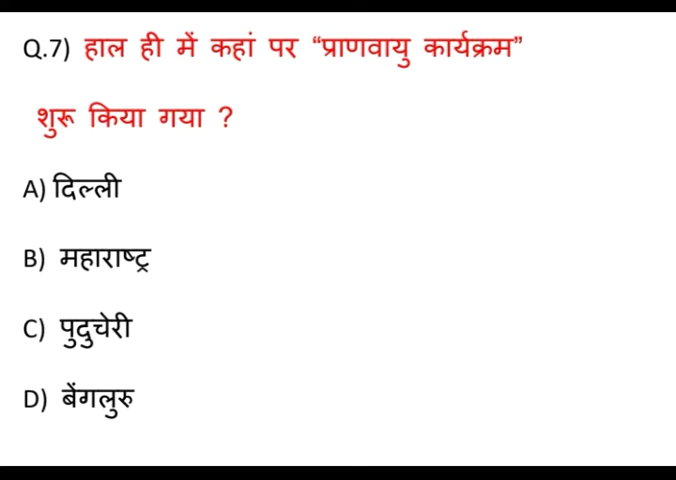 Q.7) हाल ही में कहां पर “प्राणवायु कार्यक्रम”
शुरू किया गया ?
A) दिल्ली
B) महाराष्ट्र
C) पुदुचेरी
D) बेंगलुरु